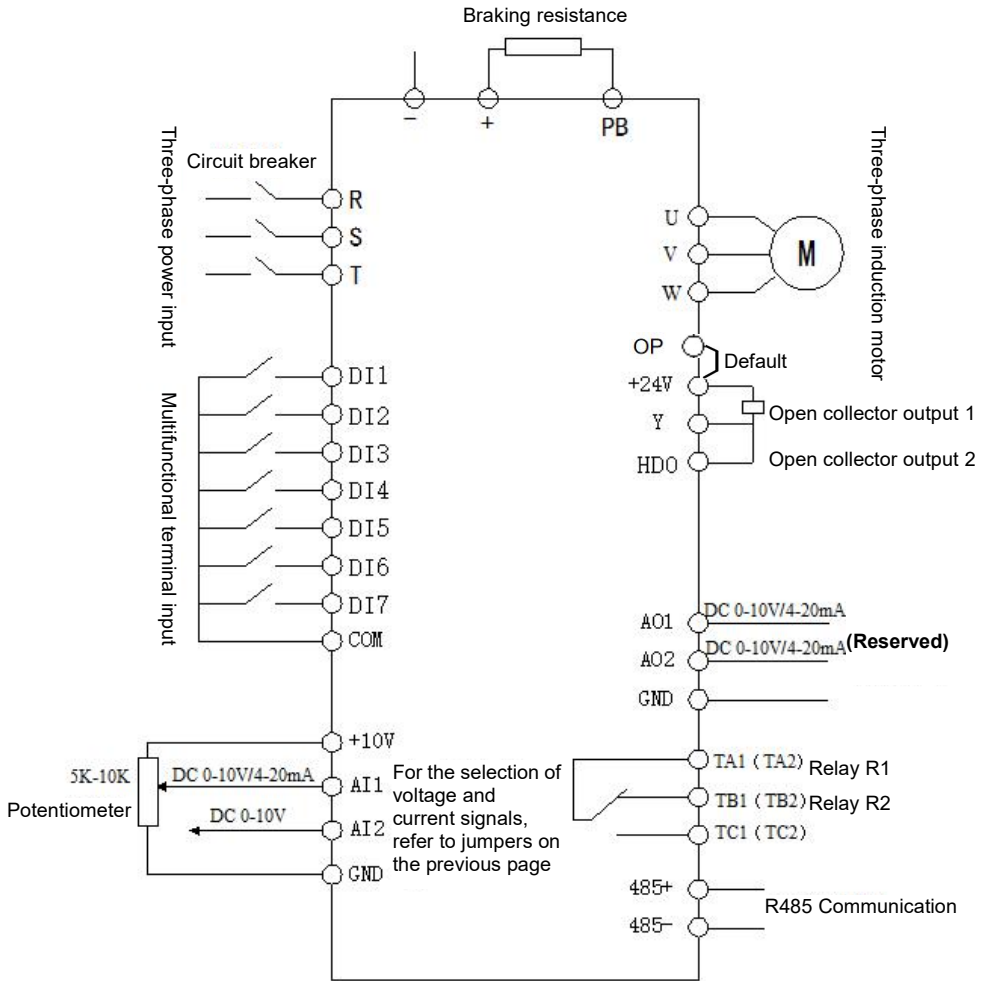 Braking resistance
-
+
PB
Three-phase power input
Circuit breaker
R
S
T
U
V
W
M
Three-phase induction motor
OP
Default
+24V
Y
HDO
Open collector output 1
Open collector output 2
Multifunctional terminal input
DI1
DI2
DI3
DI4
DI5
DI6
DI7
COM
AO1
DC 0-10V/4-20mA
AO2
DC 0-10V/4-20mA
(Reserved)
GND
+10V
5K-10K
Potentiometer
DC 0-10V/4-20mA
AI1
DC 0-10V
AI2
GND
For the selection of
voltage and
current signals,
refer to jumpers on
the previous page
TA1 (TA2)
Relay R1
TB1 (TB2)
Relay R2
TC1 (TC2)
485+
485-
R485 Communication